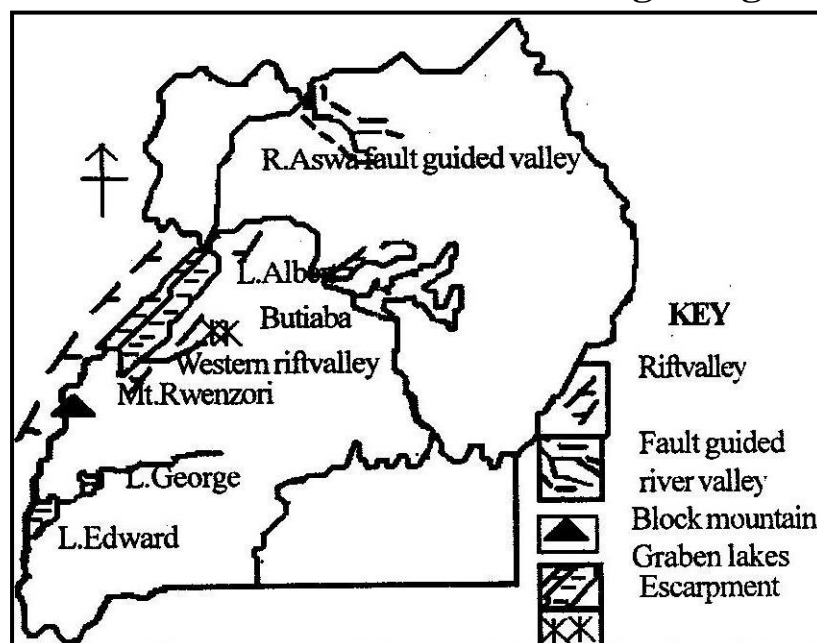 R.Aswa fault guided valley
L.Albert
Butiaba
Western riftvalley
Mt.Rwenzori
L.George
L.Edward
KEY
Riftvalley
Fault guided
river valley
Block mountain
Graben lakes
Escarpment